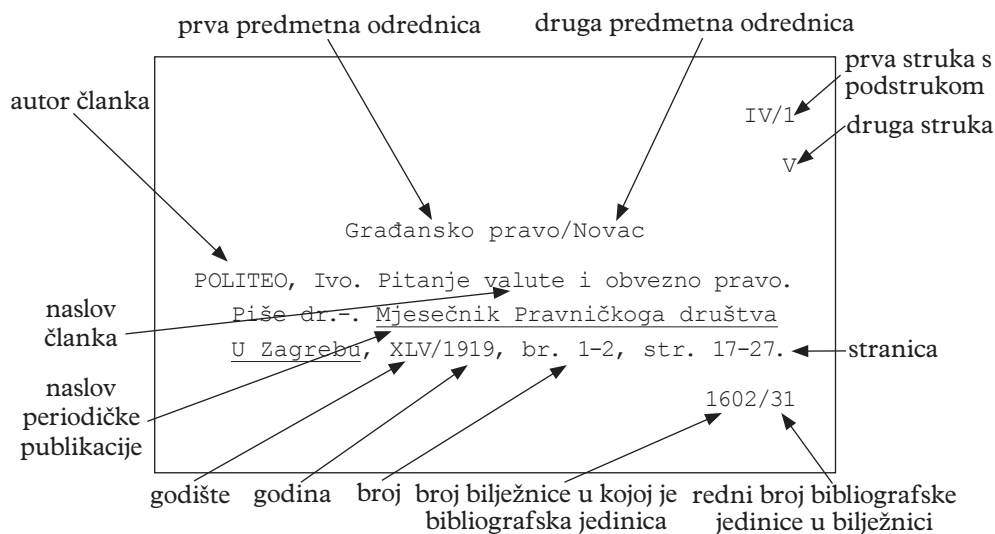 prva predmetna odrednica
druga predmetna odrednica
prva struka s
podstrukom
autor članka
IV/1
druga struka
V
Građansko pravo/Novac
POLITEO, Ivo. Pitanje valute i obvezno pravo.
naslov
članka
Piše dr.-. Mjesečnik Pravničkoga društva
U Zagrebu, XLV/1919, br. 1-2, str. 17-27.
stranica
naslov
periodičke
publikacije
1602/31
godište
godina
broj
broj bilježnice u kojoj je
bibliografska jedinica
redni broj bibliografske
jedinice u bilježnici